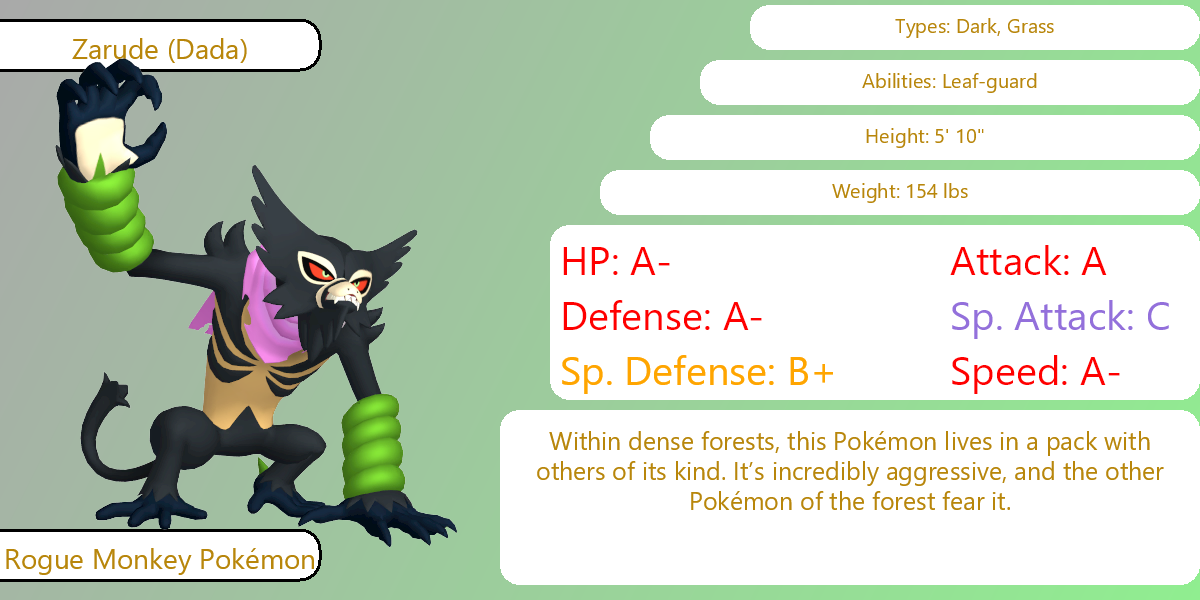 Zarude (Dada)
Types: Dark, Grass
Abilities: Leaf-guard
Height: 5' 10"
Weight: 154 lbs
HP: A-
Attack: A
Defense: A-
Sp. Attack: C
Sp. Defense: B+
Speed: A-
Within dense forests, this Pokémon lives in a pack with
others of its kind. It’s incredibly aggressive, and the other
Pokémon of the forest fear it.
Rogue Monkey Pokémon